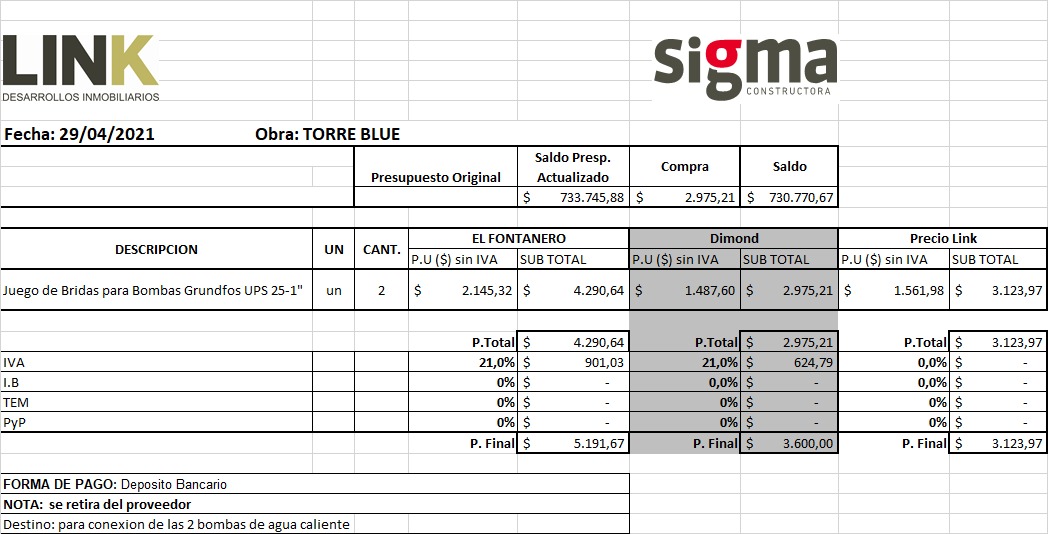 LINK
DESARROLLOS INMOBILIARIOS
sigma
CONSTRUCTORA
Fecha: 29/04/2021 Obra: TORRE BLUE
Presupuesto Original Saldo Presp. Actualizado Compra Saldo
$ 733.745,88 $ 2.975,21 $ 730.770,67
DESCRIPCION UN CANT. EL FONTANERO Dimond Precio Link
P.U ($) sin IVA SUB TOTAL P.U ($) sin IVA SUB TOTAL P.U ($) sin IVA SUB TOTAL
Juego de Bridas para Bombas Grundfos UPS 25-1" un 2 $ 2.145,32 $ 4.290,64 $ 1.487,60 $ 2.975,21 $ 1.561,98 $ 3.123,97
P.Total $ 4.290,64 P.Total $ 2.975,21 P.Total $ 3.123,97
IVA 21,0% $ 901,03 21,0% $ 624,79 0,0% $ -
I.B 0% $ - 0,0% $ - 0,0% $ -
TEM 0% $ - 0% $ - 0% $ -
PyP 0% $ - 0% $ - 0% $ -
P. Final $ 5.191,67 P. Final $ 3.600,00 P. Final $ 3.123,97
FORMA DE PAGO: Deposito Bancario
NOTA: se retira del proveedor
Destino: para conexion de las 2 bombas de agua caliente